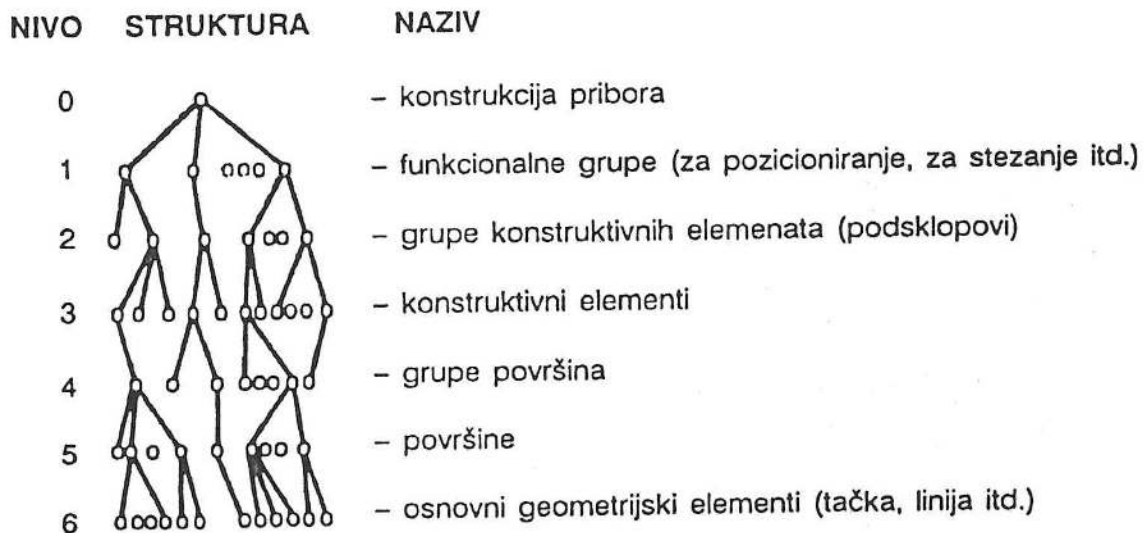 NIVO STRUKTURA NAZIV
0 – konstrukcija pribora
1 – funkcionalne grupe (za pozicioniranje, za stezanje itd.)
2 – grupe konstruktivnih elemenata (podsklopovi)
3 – konstruktivni elementi
4 – grupe površina
5 – površine
6 – osnovni geometrijski elementi (tačka, linija itd.)